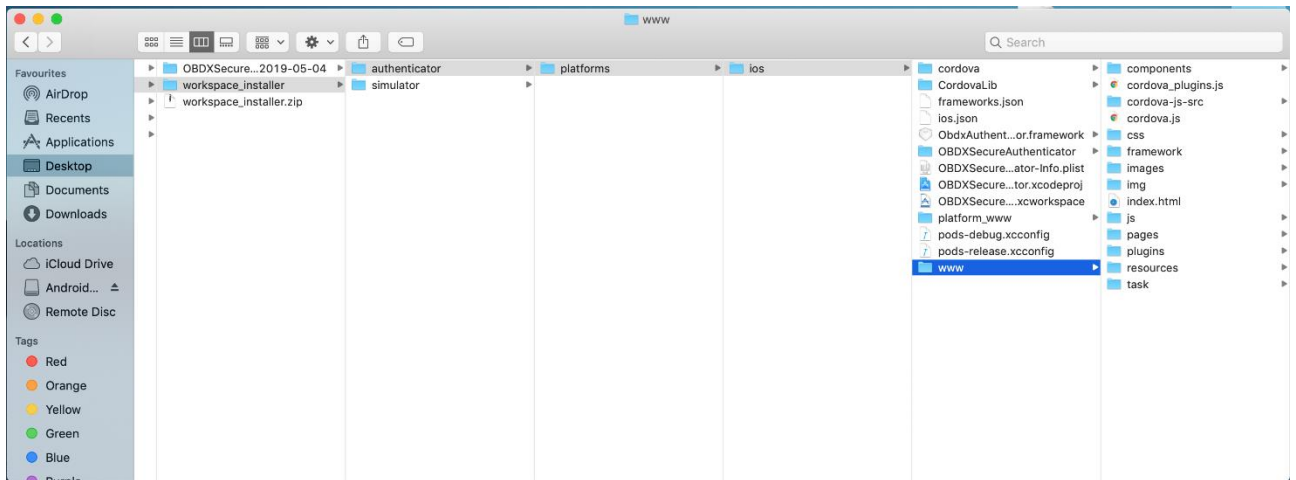 www
Search
Favourites
AirDrop
Recents
Applications
Desktop
Documents
Downloads
Locations
iCloud Drive
Android...
Remote Disc
Tags
Red
Orange
Yellow
Green
Blue
OBDXSecure...2019-05-04
workspace_installer
workspace_installer.zip
authenticator
simulator
platforms
ios
cordova
CordovaLib
frameworks.json
ios.json
ObdxAuthent...or.framework
OBDXSecureAuthenticator
OBDXSecure...ator-Info.plist
OBDXSecure...tor.xcodeproj
OBDXSecure....xcworkspace
platform_www
pods-debug.xcconfig
pods-release.xcconfig
www
components
cordova_plugins.js
cordova-js-src
cordova.js
css
framework
images
img
index.html
js
pages
plugins
resources
task